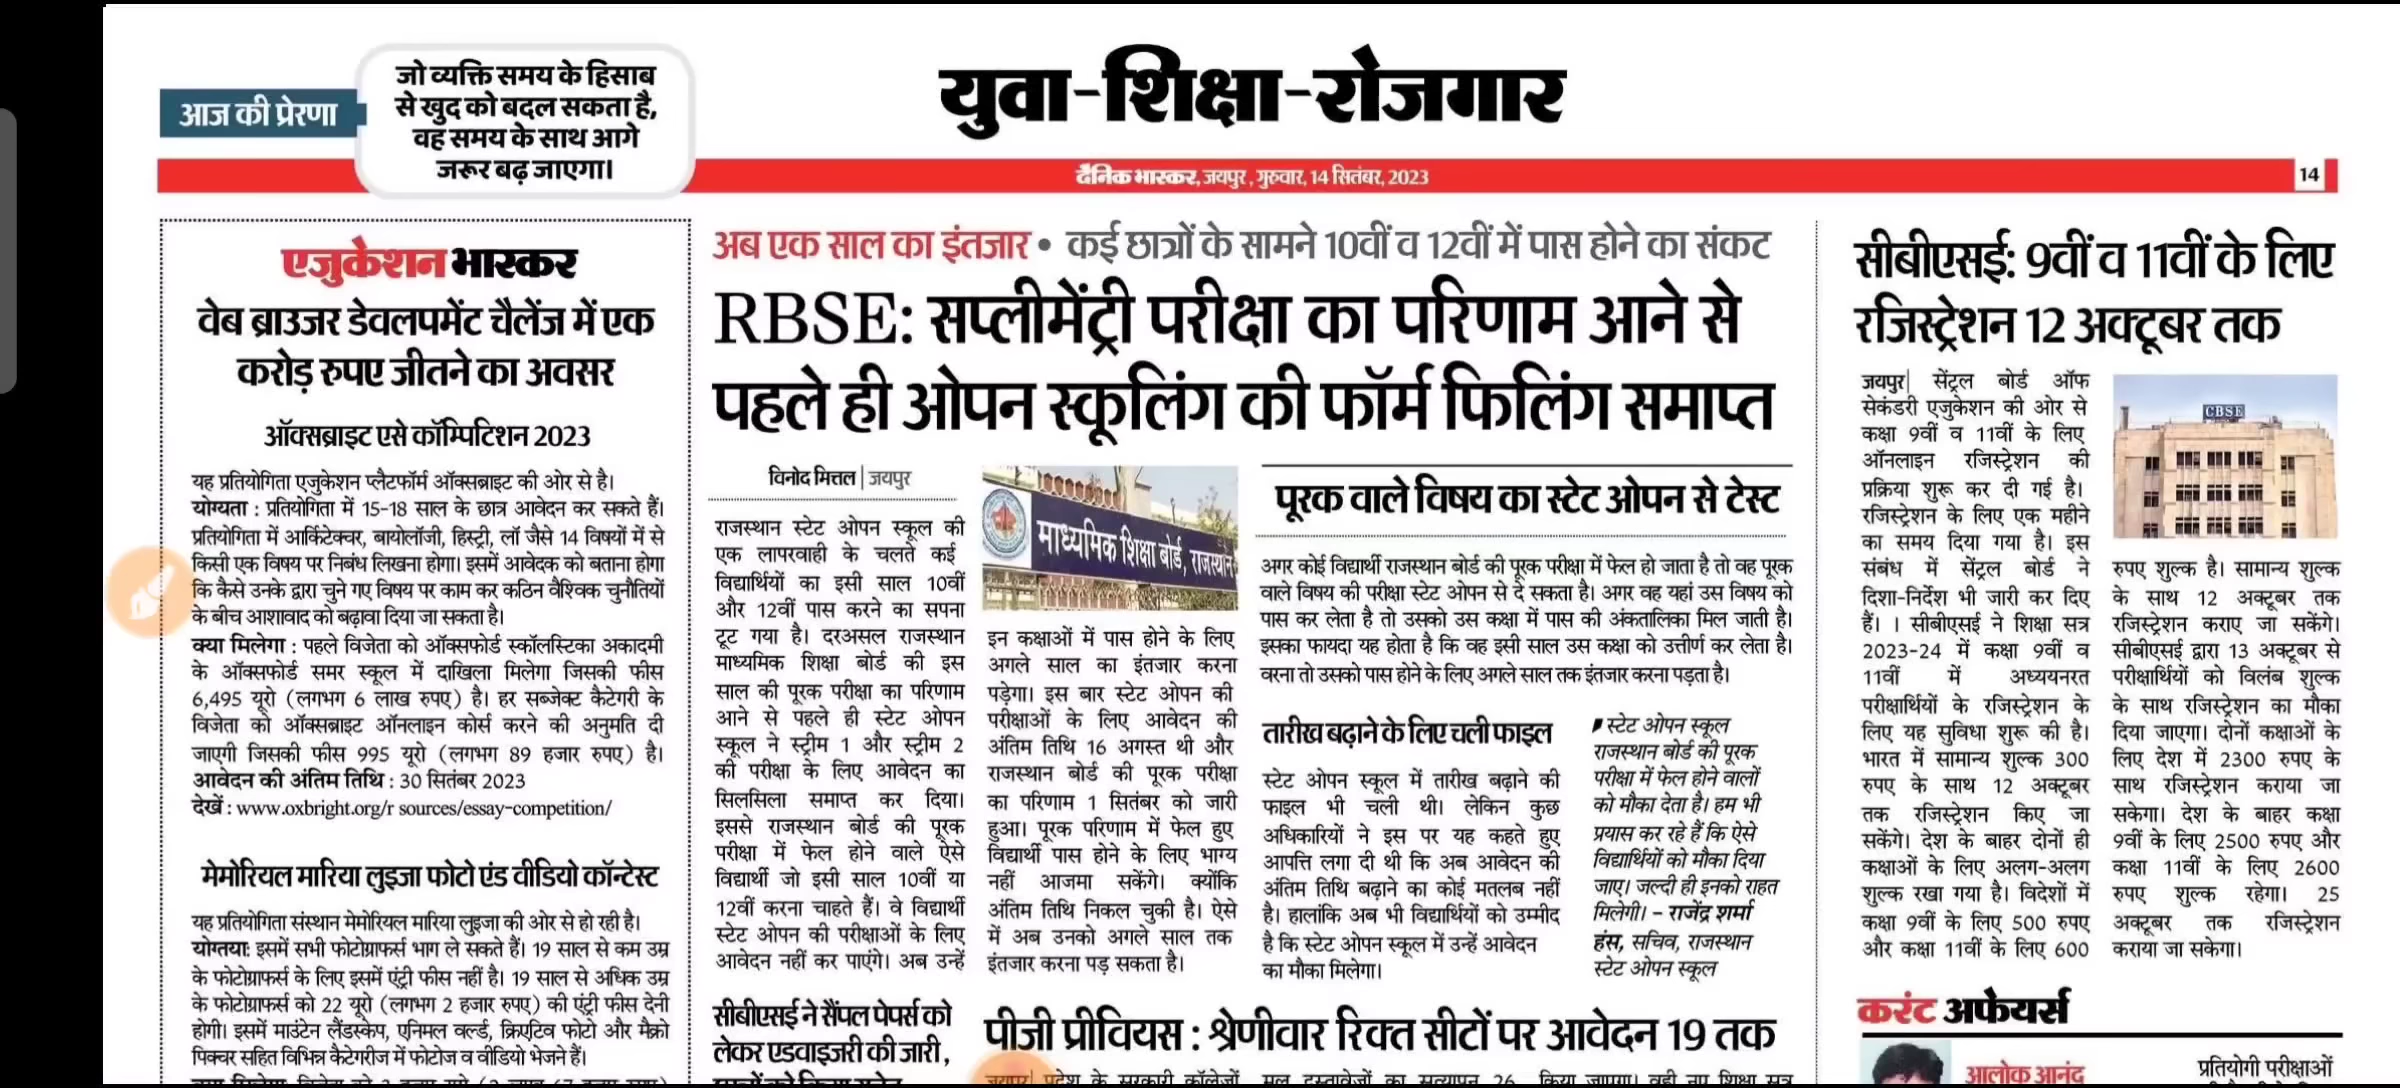 आज की प्रेरणा
जो व्यक्ति समय के हिसाब
से खुद को बदल सकता है,
वह समय के साथ आगे
जरूर बढ़ जाएगा।
युवा-शिक्षा-रोजगार
दैनिक भास्कर, जयपुर, गुरुवार, 14 सितंबर, 2023
14
एजुकेशन भास्कर
वेब ब्राउजर डेवलपमेंट चैलेंज में एक
करोड़ रुपए जीतने का अवसर
ऑक्सब्राइट एसे कॉम्पिटिशन 2023
यह प्रतियोगिता एजुकेशन प्लैटफॉर्म ऑक्सब्राइट की ओर से है।
योग्यता : प्रतियोगिता में 15-18 साल के छात्र आवेदन कर सकते हैं।
प्रतियोगिता में आर्किटेक्चर, बायोलॉजी, हिस्ट्री, लॉ जैसे 14 विषयों में से
किसी एक विषय पर निबंध लिखना होगा। इसमें आवेदक को बताना होगा
कि कैसे उनके द्वारा चुने गए विषय पर काम कर कठिन वैश्विक चुनौतियों
के बीच आशावाद को बढ़ावा दिया जा सकता है।
क्या मिलेगा : पहले विजेता को ऑक्सफोर्ड स्कॉलस्टिका अकादमी
के ऑक्सफोर्ड समर स्कूल में दाखिला मिलेगा जिसकी फीस
6,495 यूरो (लगभग 6 लाख रुपए) है। हर सब्जेक्ट कैटेगरी के
विजेता को ऑक्सब्राइट ऑनलाइन कोर्स करने की अनुमति दी
जाएगी जिसकी फीस 995 यूरो (लगभग 89 हजार रुपए) है।
आवेदन की अंतिम तिथि : 30 सितंबर 2023
देखें : www.oxbright.org/r sources/essay-competition/
मेमोरियल मारिया लुइजा फोटो एंड वीडियो कॉन्टेस्ट
यह प्रतियोगिता संस्थान मेमोरियल मारिया लुइजा की ओर से हो रही है।
योग्तया: इसमें सभी फोटोग्राफर्स भाग ले सकते हैं। 19 साल से कम उम्र
के फोटोग्राफर्स के लिए इसमें एंट्री फीस नहीं है। 19 साल से अधिक उम्र
के फोटोग्राफर्स को 22 यूरो (लगभग 2 हजार रुपए) की एंट्री फीस देनी
होगी। इसमें माउंटेन लैंडस्केप, एनिमल वर्ल्ड, क्रिएटिव फोटो और मैक्रो
पिक्चर सहित विभिन्न कैटेगरीज में फोटोज व वीडियो भेजने हैं।
अब एक साल का इंतजार • कई छात्रों के सामने 10वीं व 12वीं में पास होने का संकट
RBSE: सप्लीमेंट्री परीक्षा का परिणाम आने से
पहले ही ओपन स्कूलिंग की फॉर्म फिलिंग समाप्त
विनोद मित्तल | जयपुर
राजस्थान स्टेट ओपन स्कूल की
एक लापरवाही के चलते कई
विद्यार्थियों का इसी साल 10वीं
और 12वीं पास करने का सपना
टूट गया है। दरअसल राजस्थान
माध्यमिक शिक्षा बोर्ड की इस
साल की पूरक परीक्षा का परिणाम
आने से पहले ही स्टेट ओपन
स्कूल ने स्ट्रीम 1 और स्ट्रीम 2
की परीक्षा के लिए आवेदन का
सिलसिला समाप्त कर दिया।
इससे राजस्थान बोर्ड की पूरक
परीक्षा में फेल होने वाले ऐसे
विद्यार्थी जो इसी साल 10वीं या
12वीं करना चाहते हैं। वे विद्यार्थी
स्टेट ओपन की परीक्षाओं के लिए
आवेदन नहीं कर पाएंगे। अब उन्हें
माध्यमिक शिक्षा बोर्ड, राजस्थान
इन कक्षाओं में पास होने के लिए
अगले साल का इंतजार करना
पड़ेगा। इस बार स्टेट ओपन की
परीक्षाओं के लिए आवेदन की
अंतिम तिथि 16 अगस्त थी और
राजस्थान बोर्ड की पूरक परीक्षा
का परिणाम 1 सितंबर को जारी
हुआ। पूरक परिणाम में फेल हुए
विद्यार्थी पास होने के लिए भाग्य
नहीं आजमा सकेंगे। क्योंकि
अंतिम तिथि निकल चुकी है। ऐसे
में अब उनको अगले साल तक
इंतजार करना पड़ सकता है।
पूरक वाले विषय का स्टेट ओपन से टेस्ट
अगर कोई विद्यार्थी राजस्थान बोर्ड की पूरक परीक्षा में फेल हो जाता है तो वह पूरक
वाले विषय की परीक्षा स्टेट ओपन से दे सकता है। अगर वह यहां उस विषय को
पास कर लेता है तो उसको उस कक्षा में पास की अंकतालिका मिल जाती है।
इसका फायदा यह होता है कि वह इसी साल उस कक्षा को उत्तीर्ण कर लेता है।
वरना तो उसको पास होने के लिए अगले साल तक इंतजार करना पड़ता है।
तारीख बढ़ाने के लिए चली फाइल
स्टेट ओपन स्कूल में तारीख बढ़ाने की
फाइल भी चली थी। लेकिन कुछ
अधिकारियों ने इस पर यह कहते हुए
आपत्ति लगा दी थी कि अब आवेदन की
अंतिम तिथि बढ़ाने का कोई मतलब नहीं
है। हालांकि अब भी विद्यार्थियों को उम्मीद
है कि स्टेट ओपन स्कूल में उन्हें आवेदन
का मौका मिलेगा।
स्टेट ओपन स्कूल
राजस्थान बोर्ड की पूरक
परीक्षा में फेल होने वालों
को मौका देता है। हम भी
प्रयास कर रहे हैं कि ऐसे
विद्यार्थियों को मौका दिया
जाए। जल्दी ही इनको राहत
मिलेगी। – राजेंद्र शर्मा
हंस, सचिव, राजस्थान
स्टेट ओपन स्कूल
सीबीएसई ने सैंपल पेपर्स को
लेकर एडवाइजरी की जारी,
पीजी प्रीवियस : श्रेणीवार रिक्त सीटों पर आवेदन 19 तक
जयपुर| प्रदेश के सरकारी कॉलेजों
मूल दस्तावेजों का सत्यापन 26
किया जाएगा। वहीं नए शिक्षा सत्र
सीबीएसई: 9वीं व 11वीं के लिए
रजिस्ट्रेशन 12 अक्टूबर तक
जयपुर| सेंट्रल बोर्ड ऑफ
सेकंडरी एजुकेशन की ओर से
कक्षा 9वीं व 11वीं के लिए
ऑनलाइन रजिस्ट्रेशन की
प्रक्रिया शुरू कर दी गई है।
रजिस्ट्रेशन के लिए एक महीने
का समय दिया गया है। इस
संबंध में सेंट्रल बोर्ड ने
दिशा-निर्देश भी जारी कर दिए
हैं। । सीबीएसई ने शिक्षा सत्र
2023-24 में कक्षा 9वीं व
11वीं में अध्ययनरत
परीक्षार्थियों के रजिस्ट्रेशन के
लिए यह सुविधा शुरू की है।
भारत में सामान्य शुल्क 300
रुपए के साथ 12 अक्टूबर
तक रजिस्ट्रेशन किए जा
सकेंगे। देश के बाहर दोनों ही
कक्षाओं के लिए अलग-अलग
शुल्क रखा गया है। विदेशों में
कक्षा 9वीं के लिए 500 रुपए
और कक्षा 11वीं के लिए 600
CBSE
रुपए शुल्क है। सामान्य शुल्क
के साथ 12 अक्टूबर तक
रजिस्ट्रेशन कराए जा सकेंगे।
सीबीएसई द्वारा 13 अक्टूबर से
परीक्षार्थियों को विलंब शुल्क
के साथ रजिस्ट्रेशन का मौका
दिया जाएगा। दोनों कक्षाओं के
लिए देश में 2300 रुपए के
साथ रजिस्ट्रेशन कराया जा
सकेगा। देश के बाहर कक्षा
9वीं के लिए 2500 रुपए और
कक्षा 11वीं के लिए 2600
रुपए शुल्क रहेगा। 25
अक्टूबर तक रजिस्ट्रेशन
कराया जा सकेगा।
करंट अफेयर्स
आलोक आनंद
प्रतियोगी परीक्षाओं